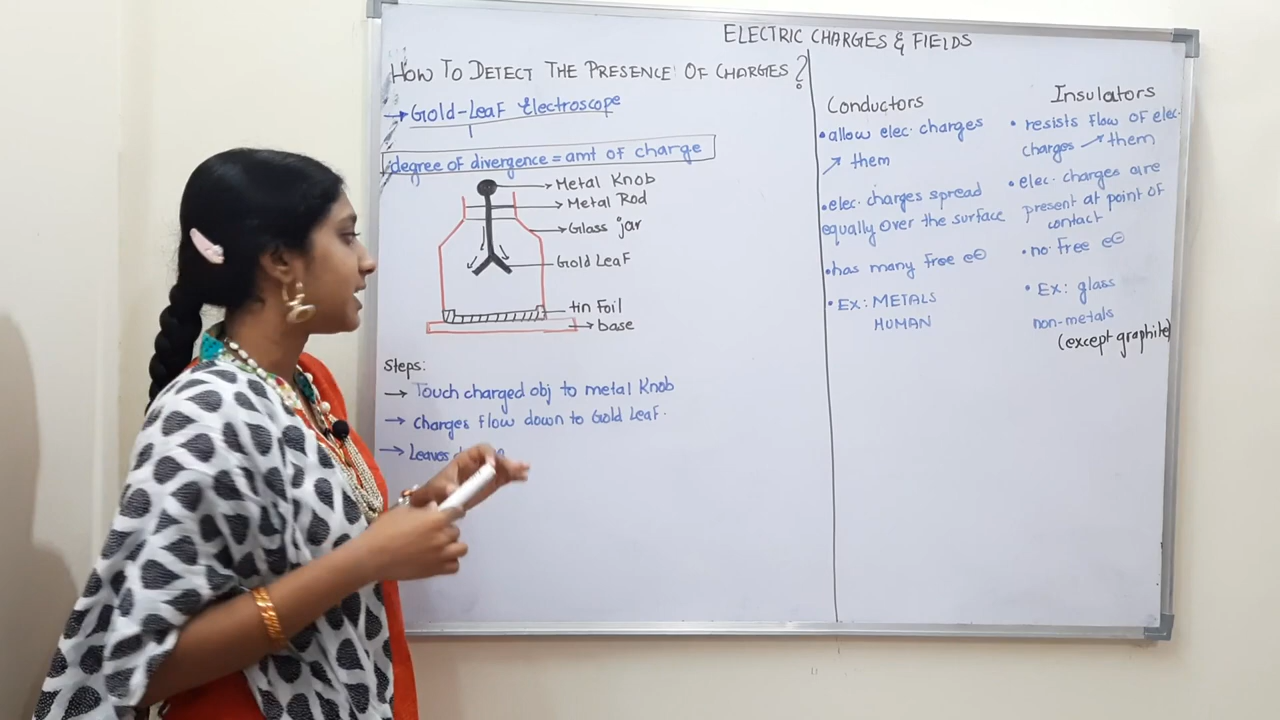 ELECTRIC CHARGES & FIELDS
HOW TO DETECT THE PRESENCE OF CHARGES?
→ Gold-Leaf Electroscope
degree of divergence = amt of charge
Metal Knob
Metal Rod
Glass jar
Gold Leaf
tin Foil
base
Steps:
→ Touch charged obj to metal Knob
→ Charges flow down to Gold Leaf.
→ Leaves
Conductors
• allow elec. charges
↗ them
• elec. charges spread
equally over the surface
• has many free e⊖
• Ex: METALS
HUMAN
Insulators
• resists flow of elec.
charges ↗ them
• elec. charges are
present at point of
contact
• no free e⊖
• Ex: glass
non-metals
(except graphite)